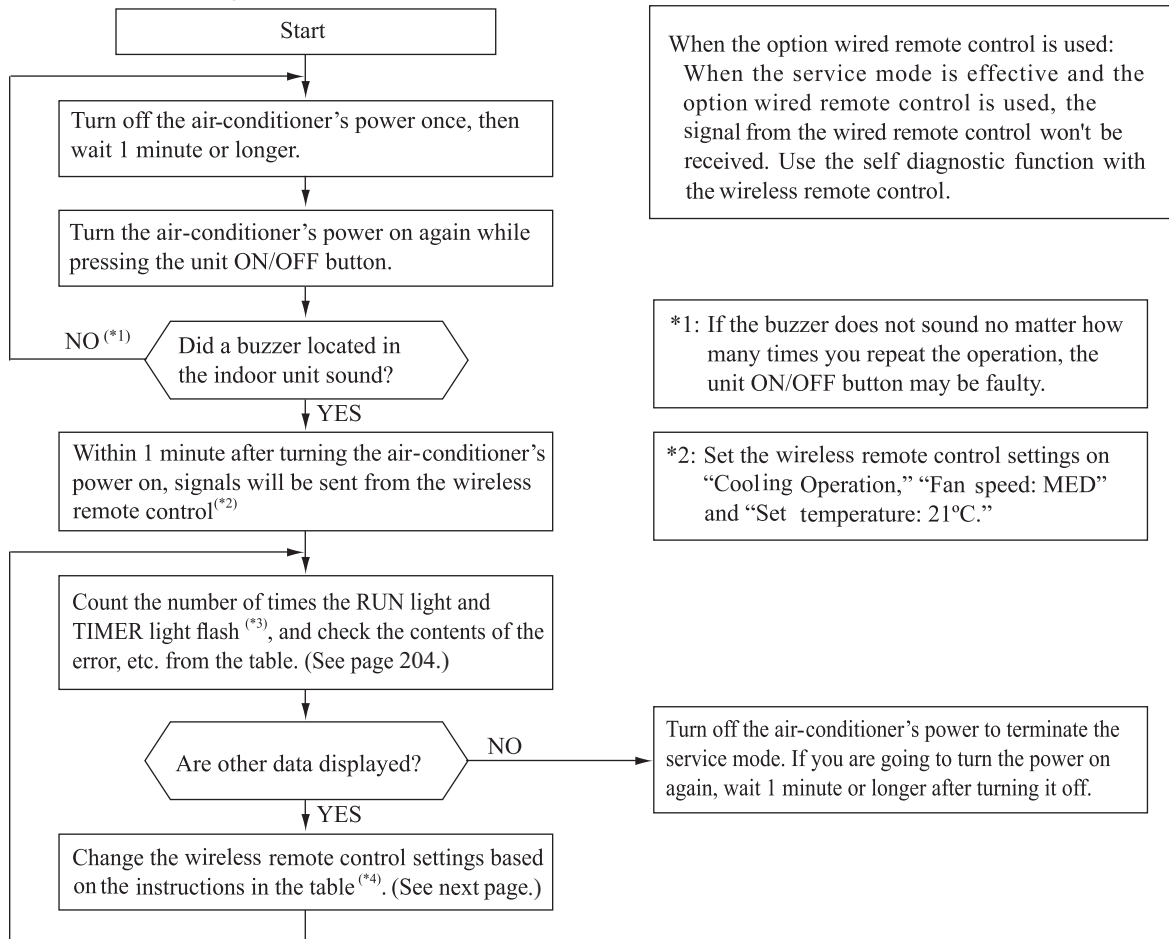 Start
Turn off the air-conditioner's power once, then
wait 1 minute or longer.
Turn the air-conditioner's power on again while
pressing the unit ON/OFF button.
NO (*1)
Did a buzzer located in
the indoor unit sound?
YES
Within 1 minute after turning the air-conditioner's
power on, signals will be sent from the wireless
remote control(*2)
Count the number of times the RUN light and
TIMER light flash (*3), and check the contents of the
error, etc. from the table. (See page 204.)
Are other data displayed?
NO
YES
Change the wireless remote control settings based
on the instructions in the table(*4). (See next page.)
When the option wired remote control is used:
When the service mode is effective and the
option wired remote control is used, the
signal from the wired remote control won't be
received. Use the self diagnostic function with
the wireless remote control.
*1: If the buzzer does not sound no matter how
many times you repeat the operation, the
unit ON/OFF button may be faulty.
*2: Set the wireless remote control settings on
“Cooling Operation,” “Fan speed: MED”
and “Set temperature: 21ºC.”
Turn off the air-conditioner's power to terminate the
service mode. If you are going to turn the power on
again, wait 1 minute or longer after turning it off.